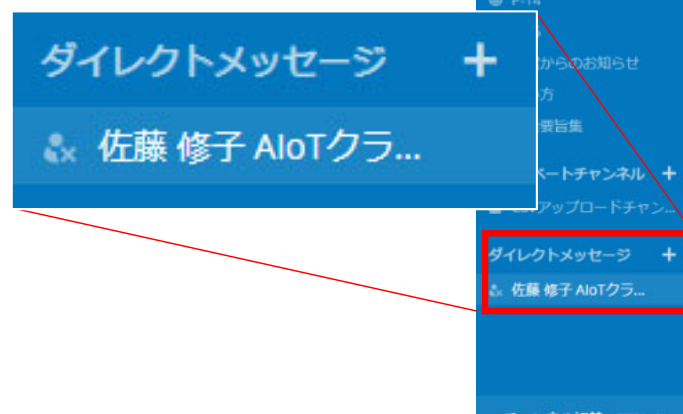 ダイレクトメッセージ +
佐藤 修子 AIoTクラ...
からのお知らせ
方
要旨集
ベートチャンネル +
アップロードチャン...
ダイレクトメッセージ +
佐藤 修子 AIoTクラ...